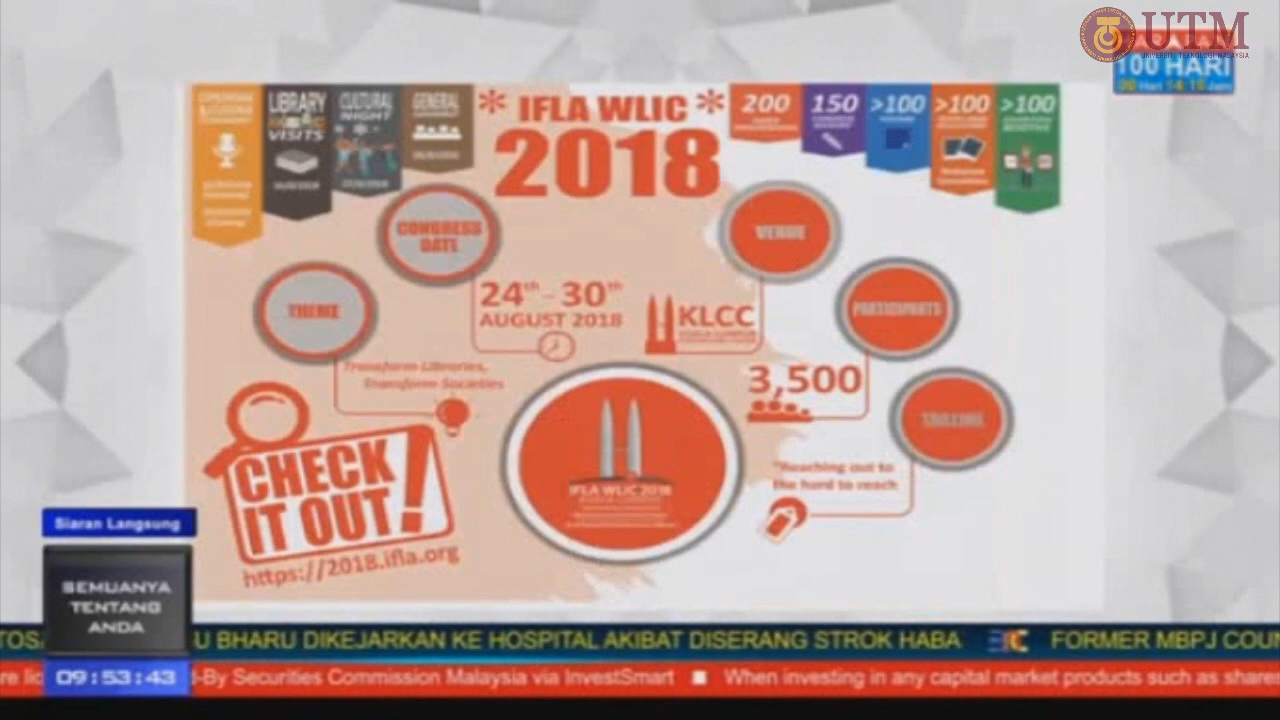 UTM
UNIVERSITI TEKNOLOGI MALAYSIA
100 HARI
LIBRARY
VISITS
CULTURAL
NIGHT
GENERAL
* IFLA WLIC *
2018
200
150
>100
>100
>100
CONGRESS
DATE
VENUE
THEME
24th - 30th
AUGUST 2018
KLCC
PARTICIPANTS
Transform Libraries,
Transform Societies
3,500
TAGLINE
CHECK
IT OUT!
https://2018.ifla.org
IFLA WLIC 2018
"Reaching out to
the hard to reach
Siaran Langsung
SEMUANYA
TENTANG
ANDA
U BHARU DIKEJARKAN KE HOSPITAL AKIBAT DISERANG STROK HABA
FORMER MBPJ COUN
09:53:43
d-By Securities Commission Malaysia via InvestSmart ■ When investing in any capital market products such as shares